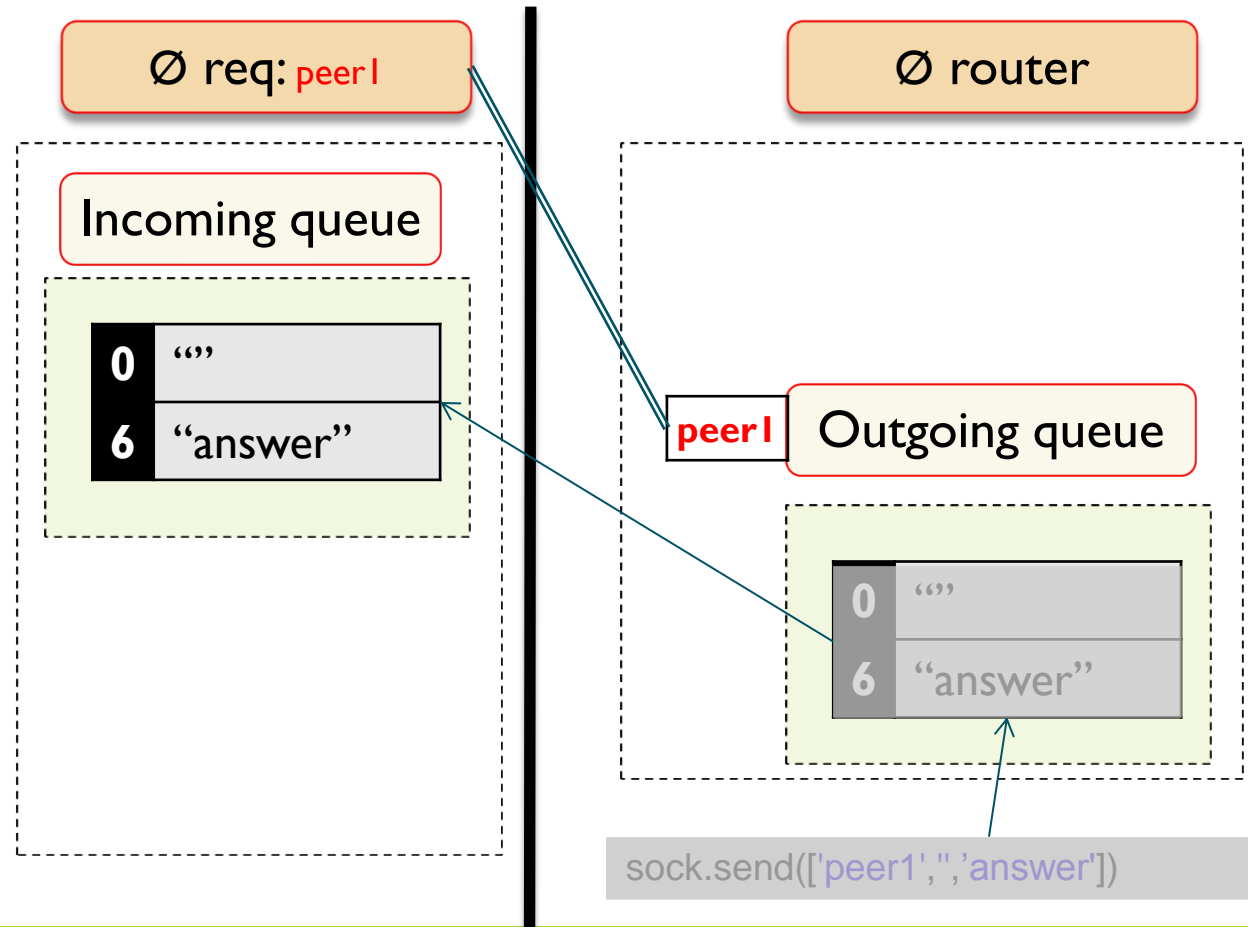 Ø req: peer1
Ø router
Incoming queue
0 “”
6 “answer”
peer1
Outgoing queue
0 “”
6 “answer”
sock.send(['peer1','','answer'])